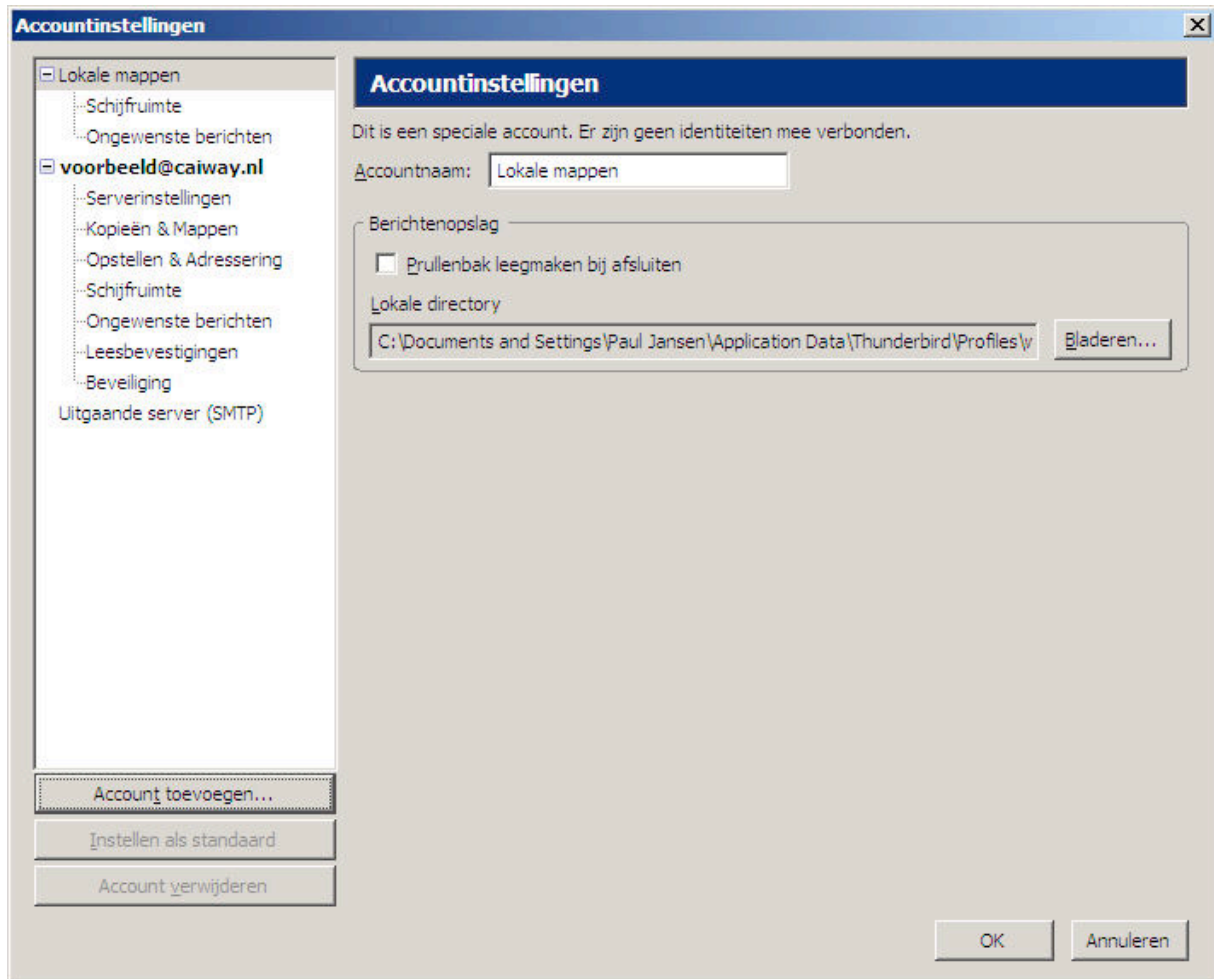 Accountinstellingen
Lokale mappen
Schijfruimte
Ongewenste berichten
voorbeeld@caiway.nl
Serverinstellingen
Kopieën & Mappen
Opstellen & Adressering
Schijfruimte
Ongewenste berichten
Leesbevestigingen
Beveiliging
Uitgaande server (SMTP)
Account toevoegen...
Instellen als standaard
Account verwijderen
Accountinstellingen
Dit is een speciale account. Er zijn geen identiteiten mee verbonden.
Accountnaam: Lokale mappen
Berichtenopslag
Prullenbak leegmaken bij afsluiten
Lokale directory
C:\Documents and Settings\Paul Jansen\Application Data\Thunderbird\Profiles\ Bladeren...
OK Annuleren